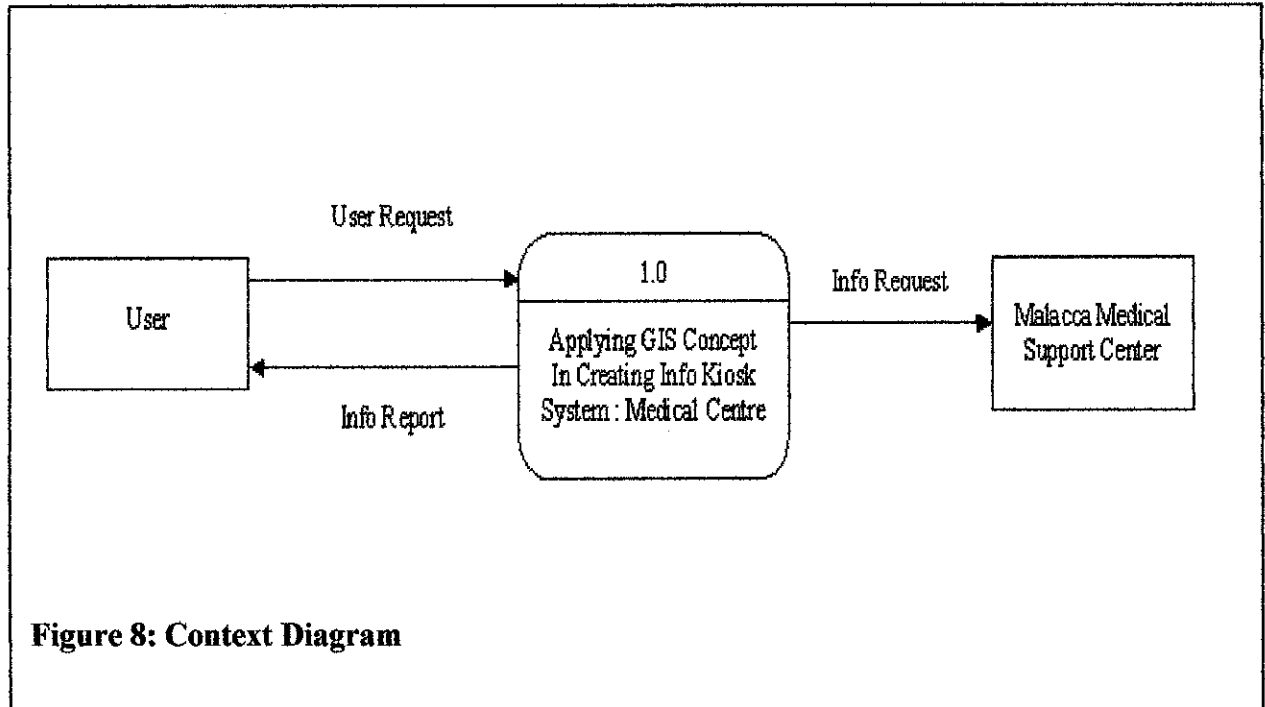 User Request
User
Info Report
1.0
Applying GIS Concept
In Creating Info Kiosk
System : Medical Centre
Info Request
Malacca Medical
Support Center
Figure 8: Context Diagram